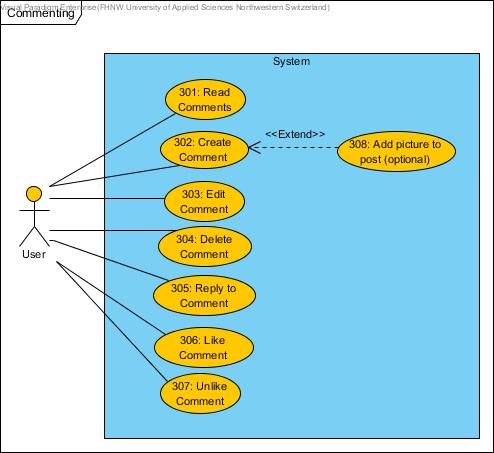 Visual Paradigm Enterprise(FHNW University of Applied Sciences Northwestern Switzerland)
Commenting
System
301: Read
Comments
302: Create
Comment
<<Extend>>
308: Add picture to
post (optional)
303: Edit
Comment
304: Delete
Comment
User
305: Reply to
Comment
306: Like
Comment
307: Unlike
Comment